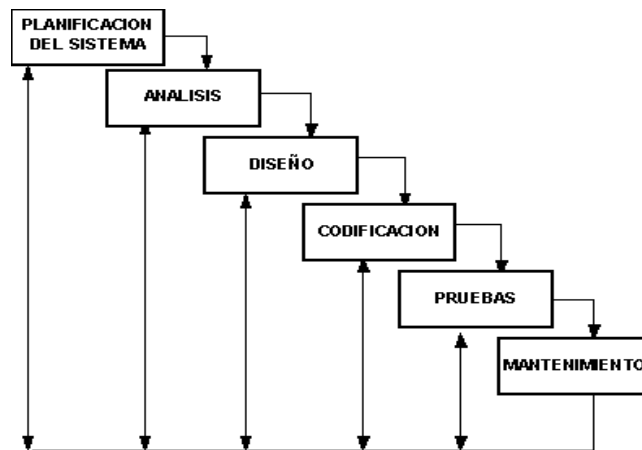 PLANIFICACION
DEL SISTEMA
ANALISIS
DISEÑO
CODIFICACION
PRUEBAS
MANTENIMIENTO